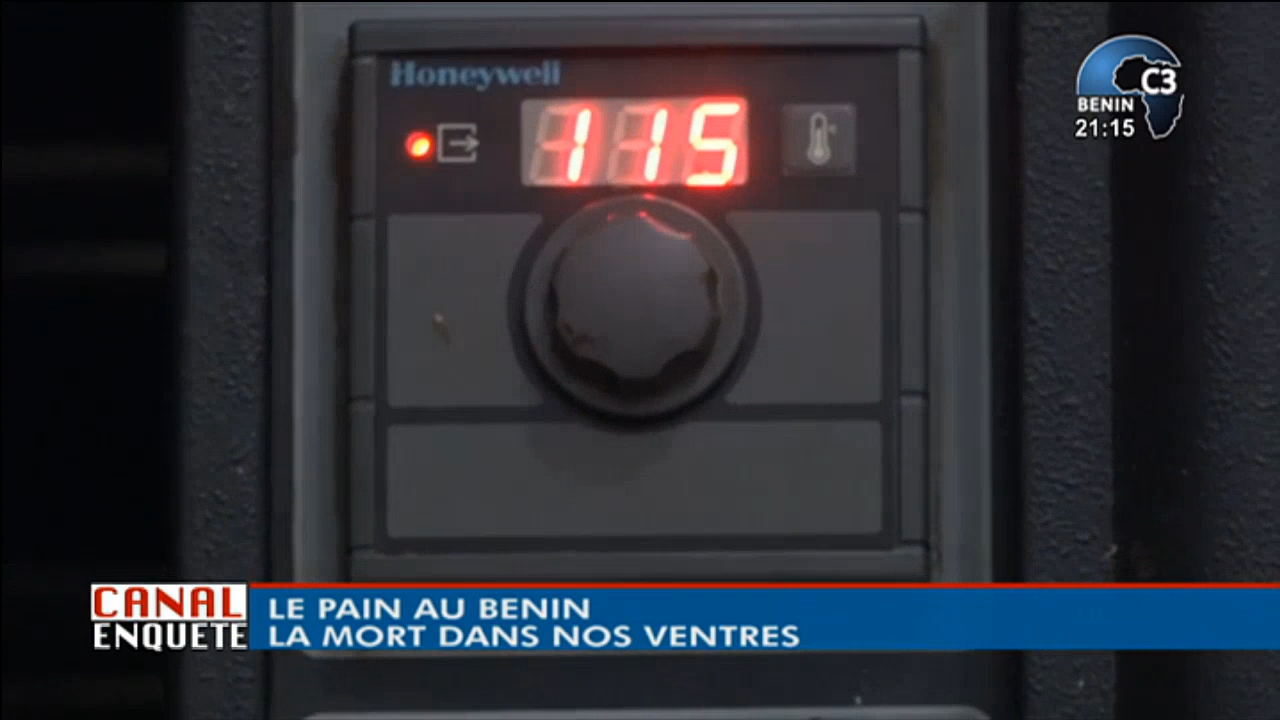 Honeywell
115
C3
BENIN
21:15
CANAL
ENQUETE
LE PAIN AU BENIN
LA MORT DANS NOS VENTRES